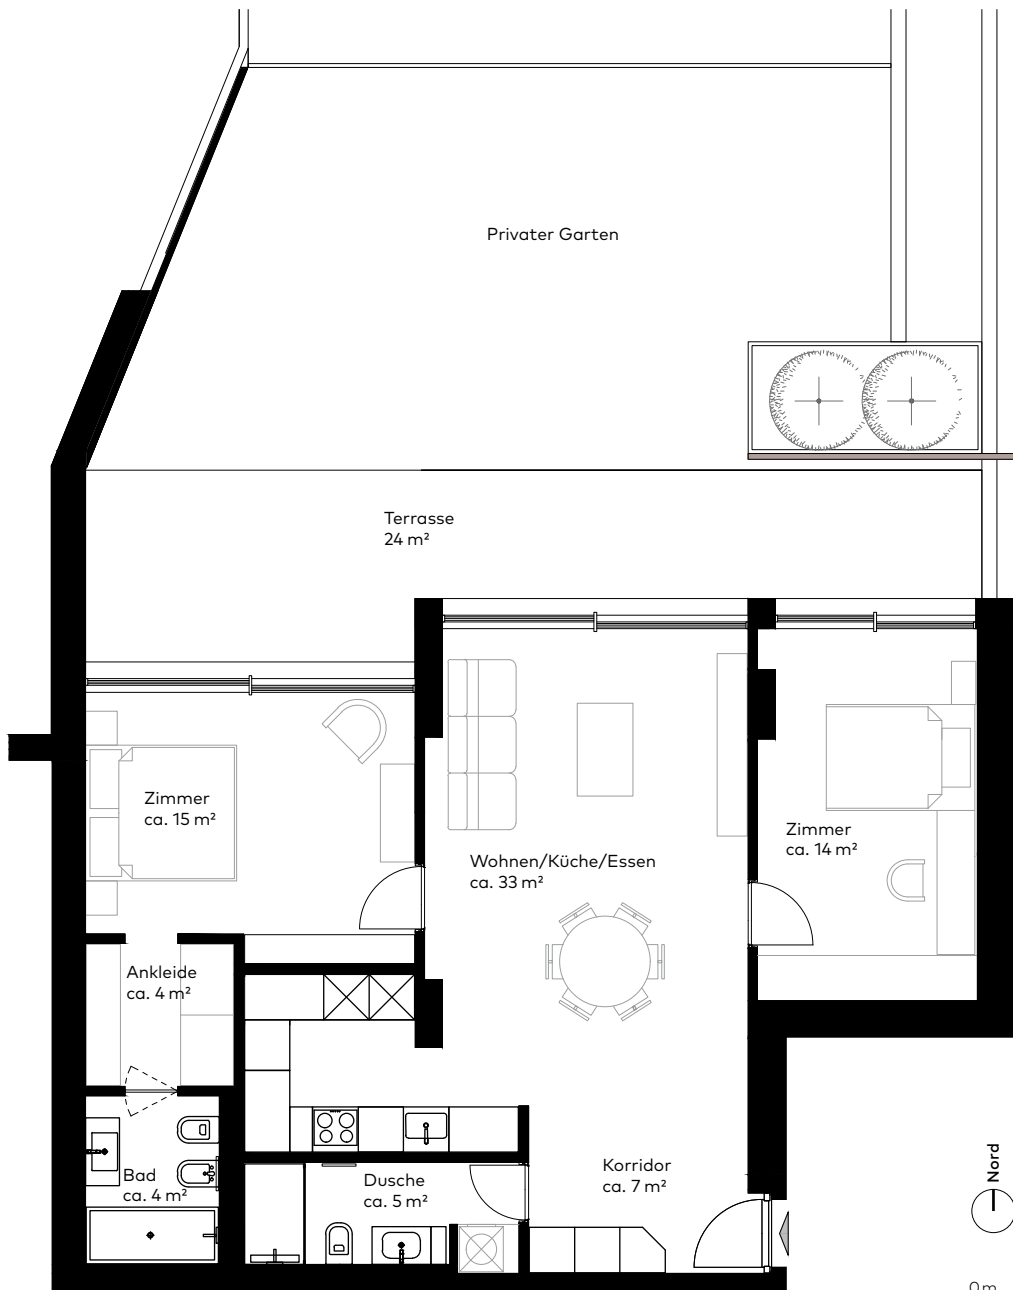 Privater Garten
Terrasse
24 m²
Zimmer
ca. 15 m²
Zimmer
ca. 14 m²
Wohnen/Küche/Essen
ca. 33 m²
Ankleide
ca. 4 m²
Bad
ca. 4 m²
Dusche
ca. 5 m²
Korridor
ca. 7 m²
Nord
0 m